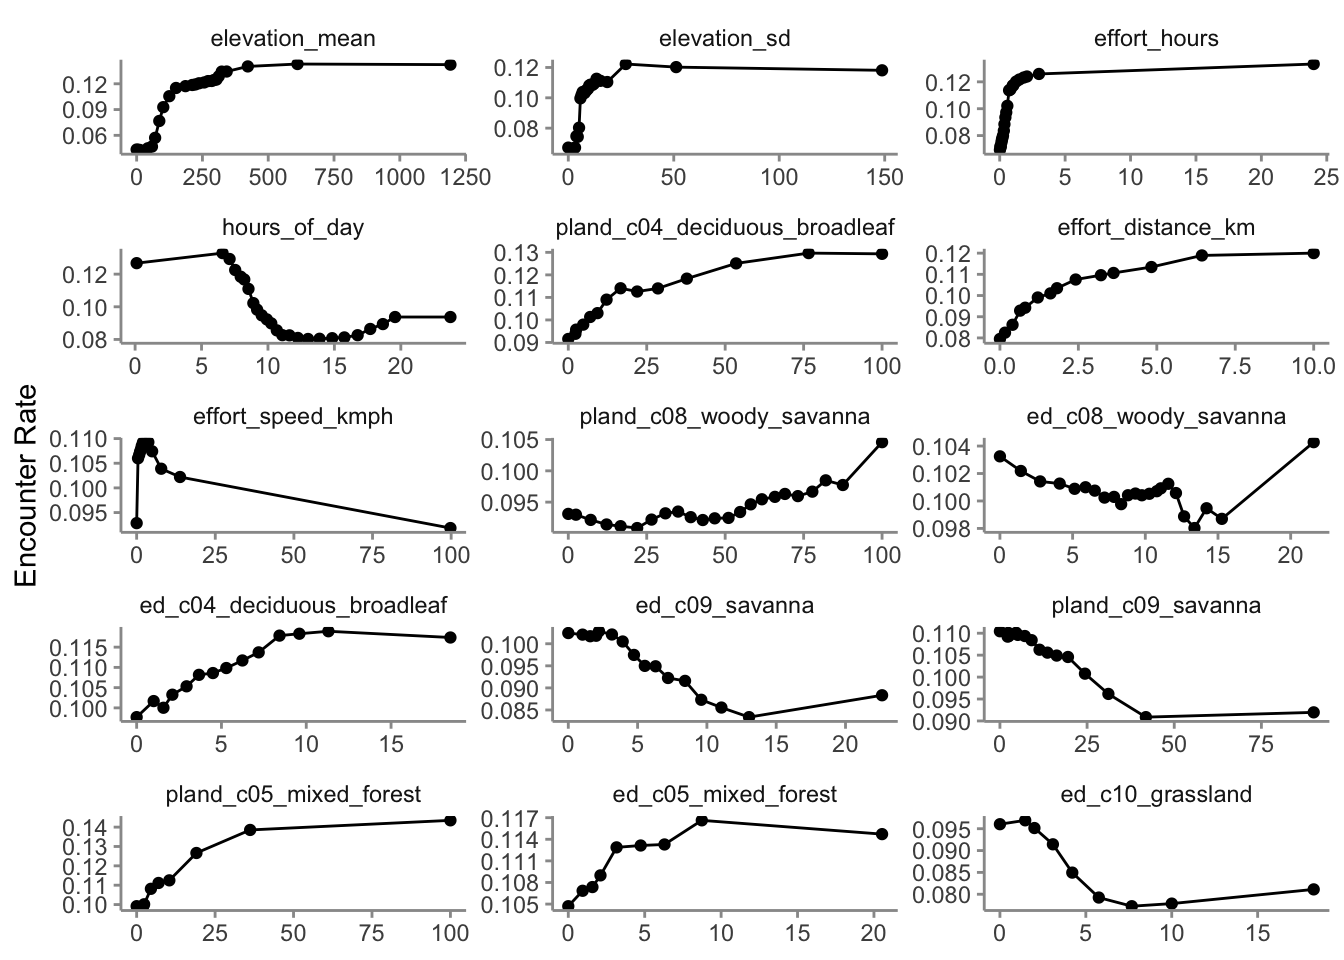 elevation_mean elevation_sd effort_hours
0.12 0.12 0.12
0.09 0.10 0.10
0.06 0.08 0.08
0 250 500 750 1000 1250 0 50 100 150 0 5 10 15 20 25
hours_of_day pland_c04_deciduous_broadleaf effort_distance_km
0.12 0.13 0.12
0.10 0.12 0.11
0.08 0.11 0.10
0.10 0.09
0.09 0.08
0 5 10 15 20 0 25 50 75 100 0.0 2.5 5.0 7.5 10.0
Encounter Rate
effort_speed_kmph pland_c08_woody_savanna ed_c08_woody_savanna
0.110 0.105 0.104
0.105 0.100 0.102
0.100 0.095 0.100
0.095 0.098
0 25 50 75 100 0 25 50 75 100 0 5 10 15 20
ed_c04_deciduous_broadleaf ed_c09_savanna pland_c09_savanna
0.115 0.100 0.110
0.110 0.095 0.105
0.105 0.090 0.100
0.100 0.085 0.095
0.090
0 5 10 15 0 5 10 15 20 0 25 50 75
pland_c05_mixed_forest ed_c05_mixed_forest ed_c10_grassland
0.14 0.117 0.095
0.13 0.114 0.090
0.12 0.111 0.085
0.11 0.108 0.080
0.10 0.105
0 25 50 75 100 0 5 10 15 20 0 5 10 15